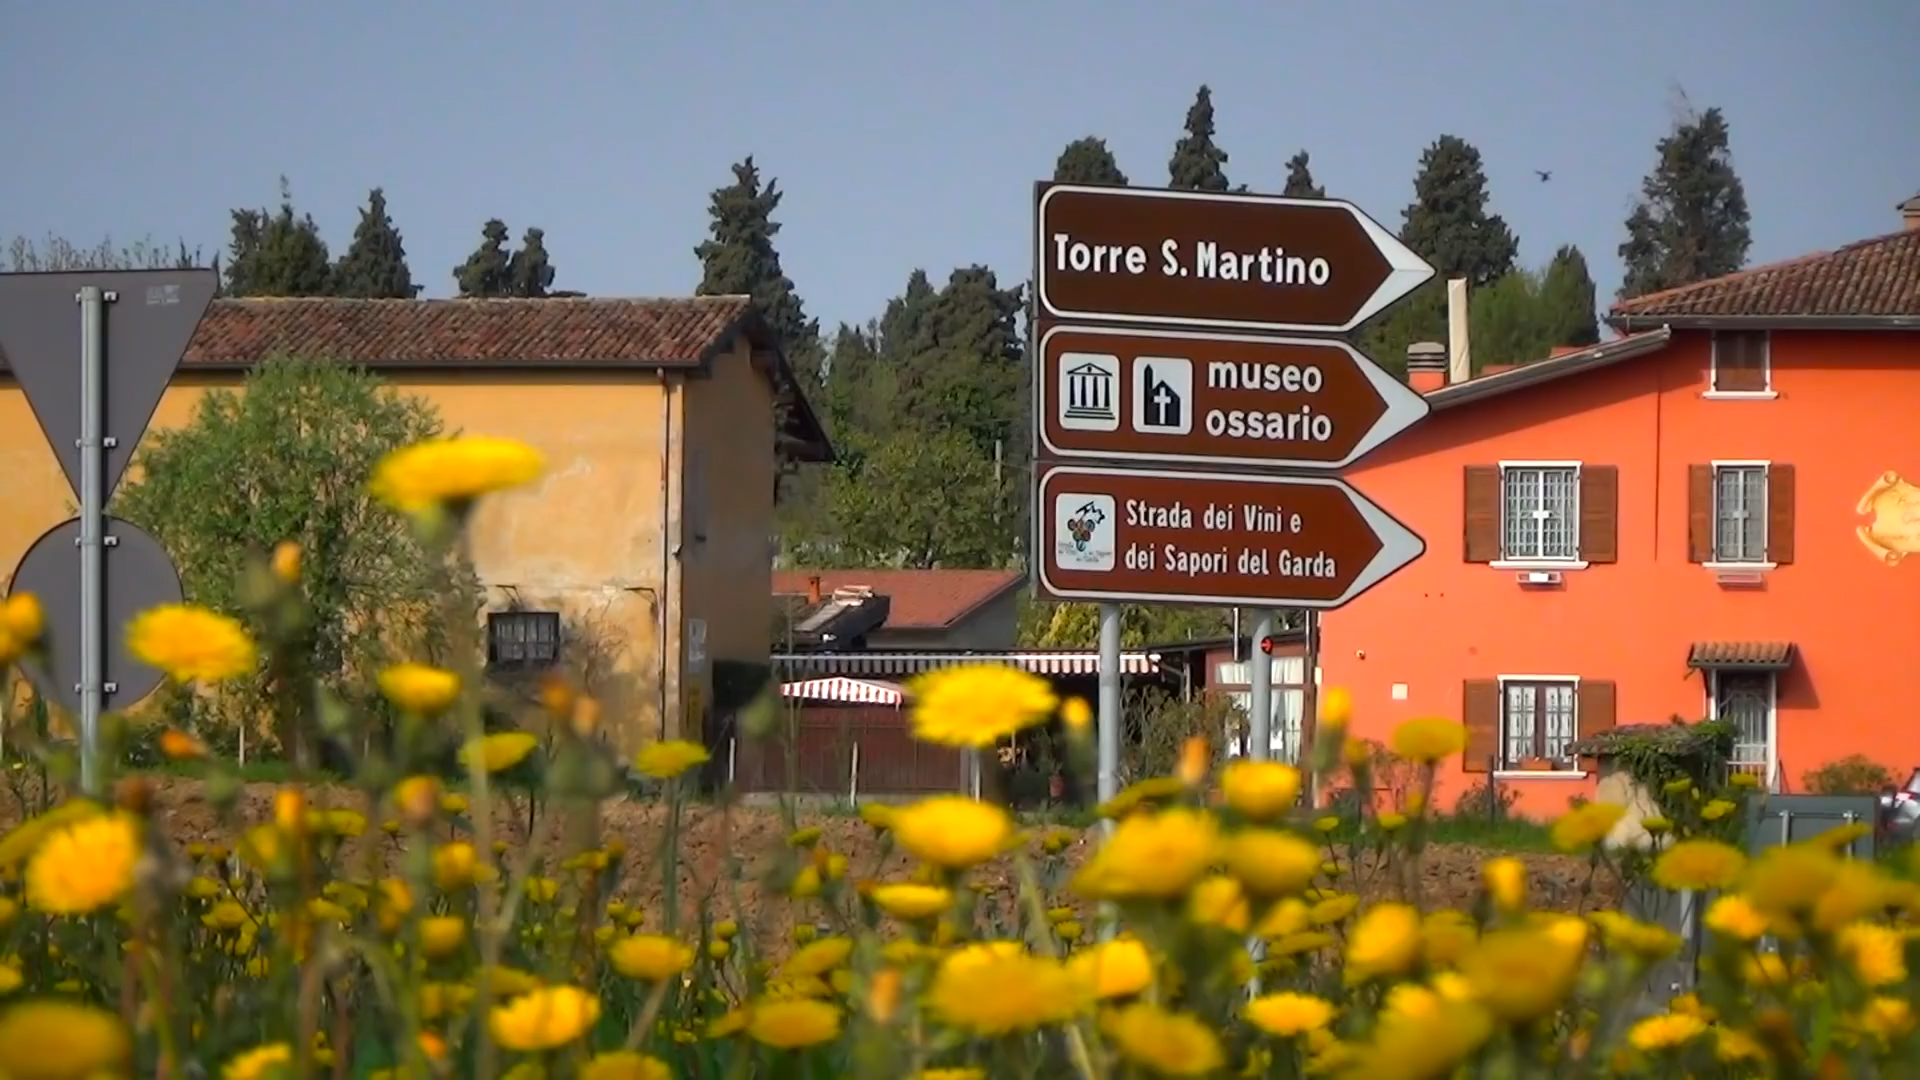 Torre S. Martino
museo
ossario
Strada dei Vini e
dei Sapori del Garda